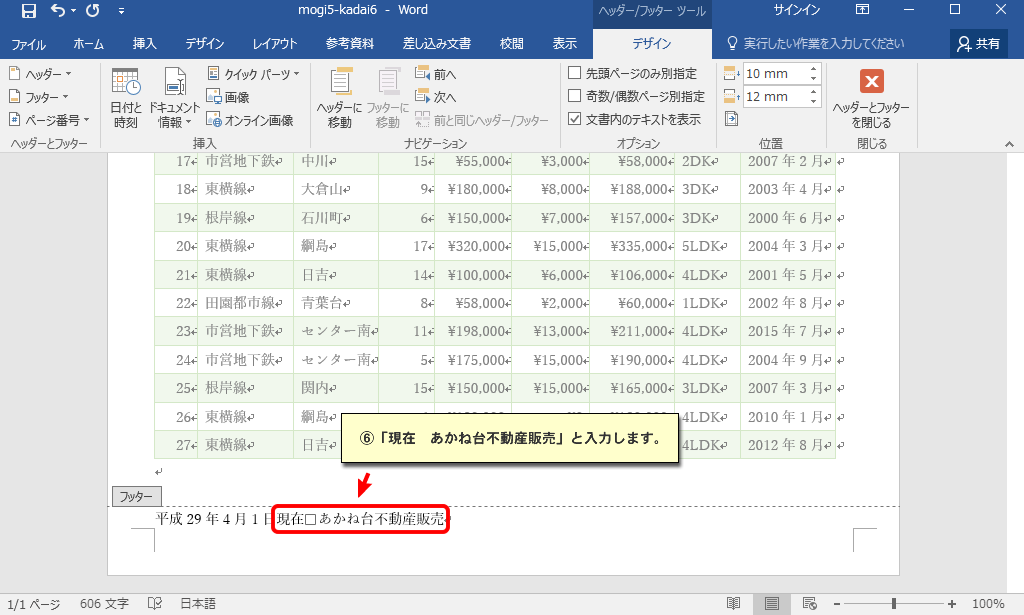 mogi5-kadai6 - Word
ヘッダー/フッター ツール
サインイン
ファイル ホーム 挿入 デザイン レイアウト 参考資料 差し込み文書 校閲 表示 デザイン 実行したい作業を入力してください 共有
ヘッダー
フッター
ページ番号
ヘッダーとフッター
日付と時刻
ドキュメント情報
クイック パーツ
画像
オンライン画像
挿入
ヘッダーに移動
フッターに移動
前へ
次へ
前と同じヘッダー/フッター
ナビゲーション
先頭ページのみ別指定
奇数/偶数ページ別指定
文書内のテキストを表示
オプション
10 mm
12 mm
位置
ヘッダーとフッターを閉じる
閉じる
17 市営地下鉄 中川 15 ¥55,000 ¥3,000 ¥58,000 2DK 2007 年 2 月
18 東横線 大倉山 9 ¥180,000 ¥8,000 ¥188,000 3DK 2003 年 4 月
19 根岸線 石川町 6 ¥150,000 ¥7,000 ¥157,000 3DK 2000 年 6 月
20 東横線 綱島 17 ¥320,000 ¥15,000 ¥335,000 5LDK 2004 年 3 月
21 東横線 日吉 14 ¥100,000 ¥6,000 ¥106,000 4LDK 2001 年 5 月
22 田園都市線 青葉台 8 ¥58,000 ¥2,000 ¥60,000 1LDK 2002 年 8 月
23 市営地下鉄 センター南 11 ¥198,000 ¥13,000 ¥211,000 4LDK 2015 年 7 月
24 市営地下鉄 センター南 5 ¥175,000 ¥15,000 ¥190,000 4LDK 2004 年 9 月
25 根岸線 関内 15 ¥150,000 ¥15,000 ¥165,000 3LDK 2007 年 3 月
26 東横線 綱島 4LDK 2010 年 1 月
27 東横線 日吉 4LDK 2012 年 8 月
⑥「現在　あかね台不動産販売」と入力します。
フッター
平成 29 年 4 月 1 日現在□あかね台不動産販売
1/1 ページ 606 文字 日本語 100%